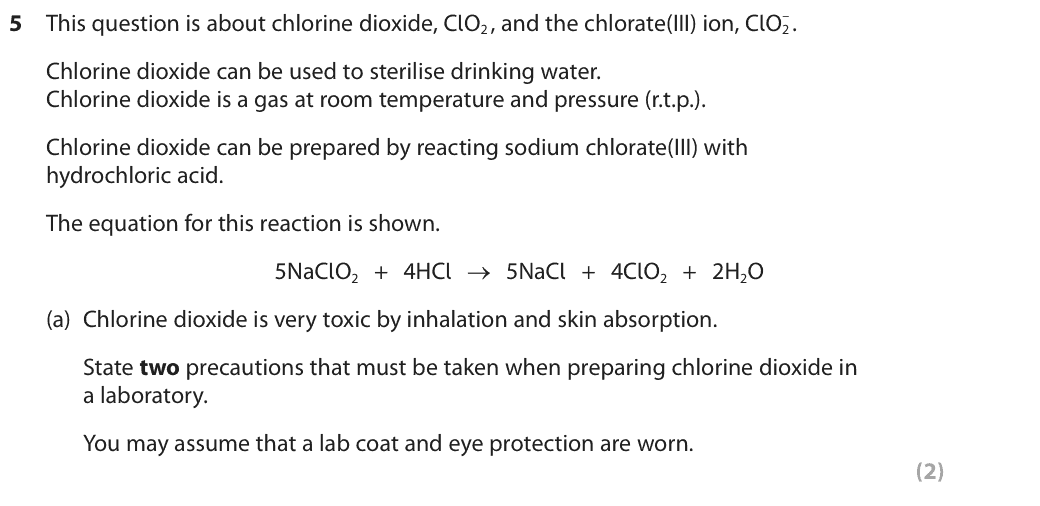 5 This question is about chlorine dioxide, ClO₂, and the chlorate(III) ion, ClO₂⁻.
Chlorine dioxide can be used to sterilise drinking water.
Chlorine dioxide is a gas at room temperature and pressure (r.t.p.).
Chlorine dioxide can be prepared by reacting sodium chlorate(III) with
hydrochloric acid.
The equation for this reaction is shown.
5NaClO₂ + 4HCl → 5NaCl + 4ClO₂ + 2H₂O
(a) Chlorine dioxide is very toxic by inhalation and skin absorption.
State two precautions that must be taken when preparing chlorine dioxide in
a laboratory.
You may assume that a lab coat and eye protection are worn.
(2)